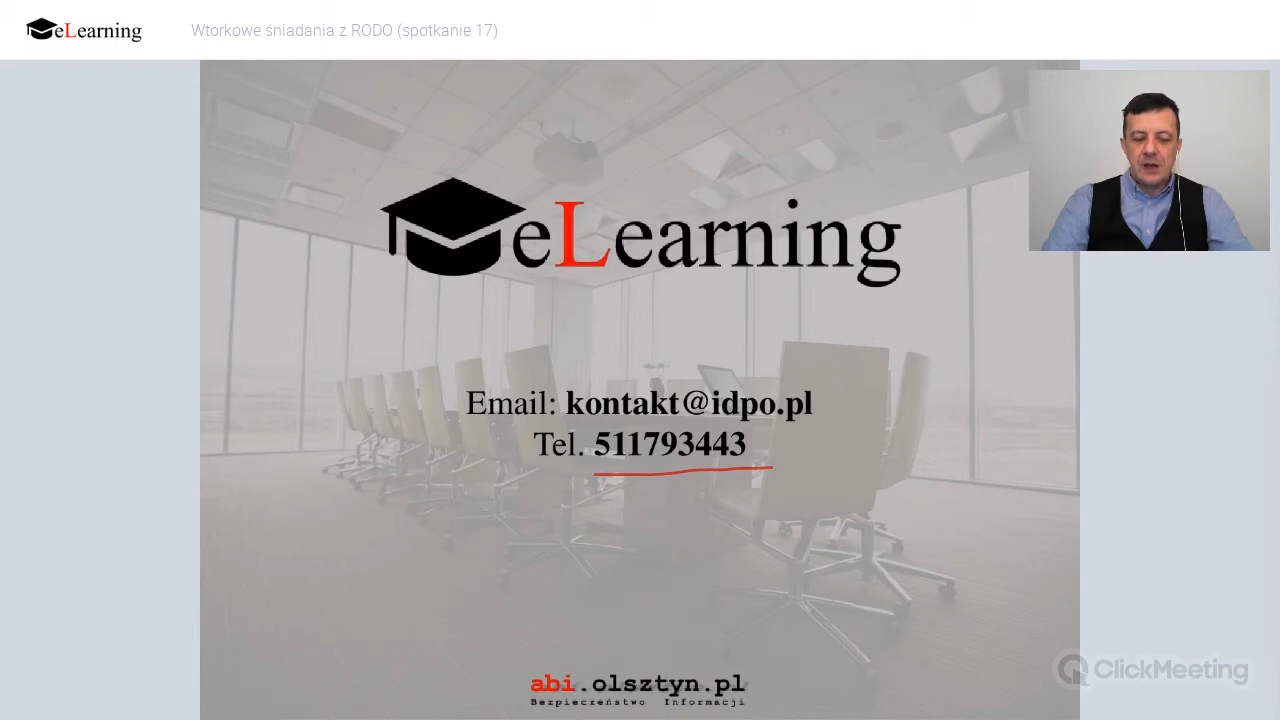 eLearning
Wtorkowe śniadania z RODO (spotkanie 17)
eLearning
Email: kontakt@idpo.pl
Tel. 511793443
abi.olsztyn.pl
Bezpieczeństwo Informacji
ClickMeeting